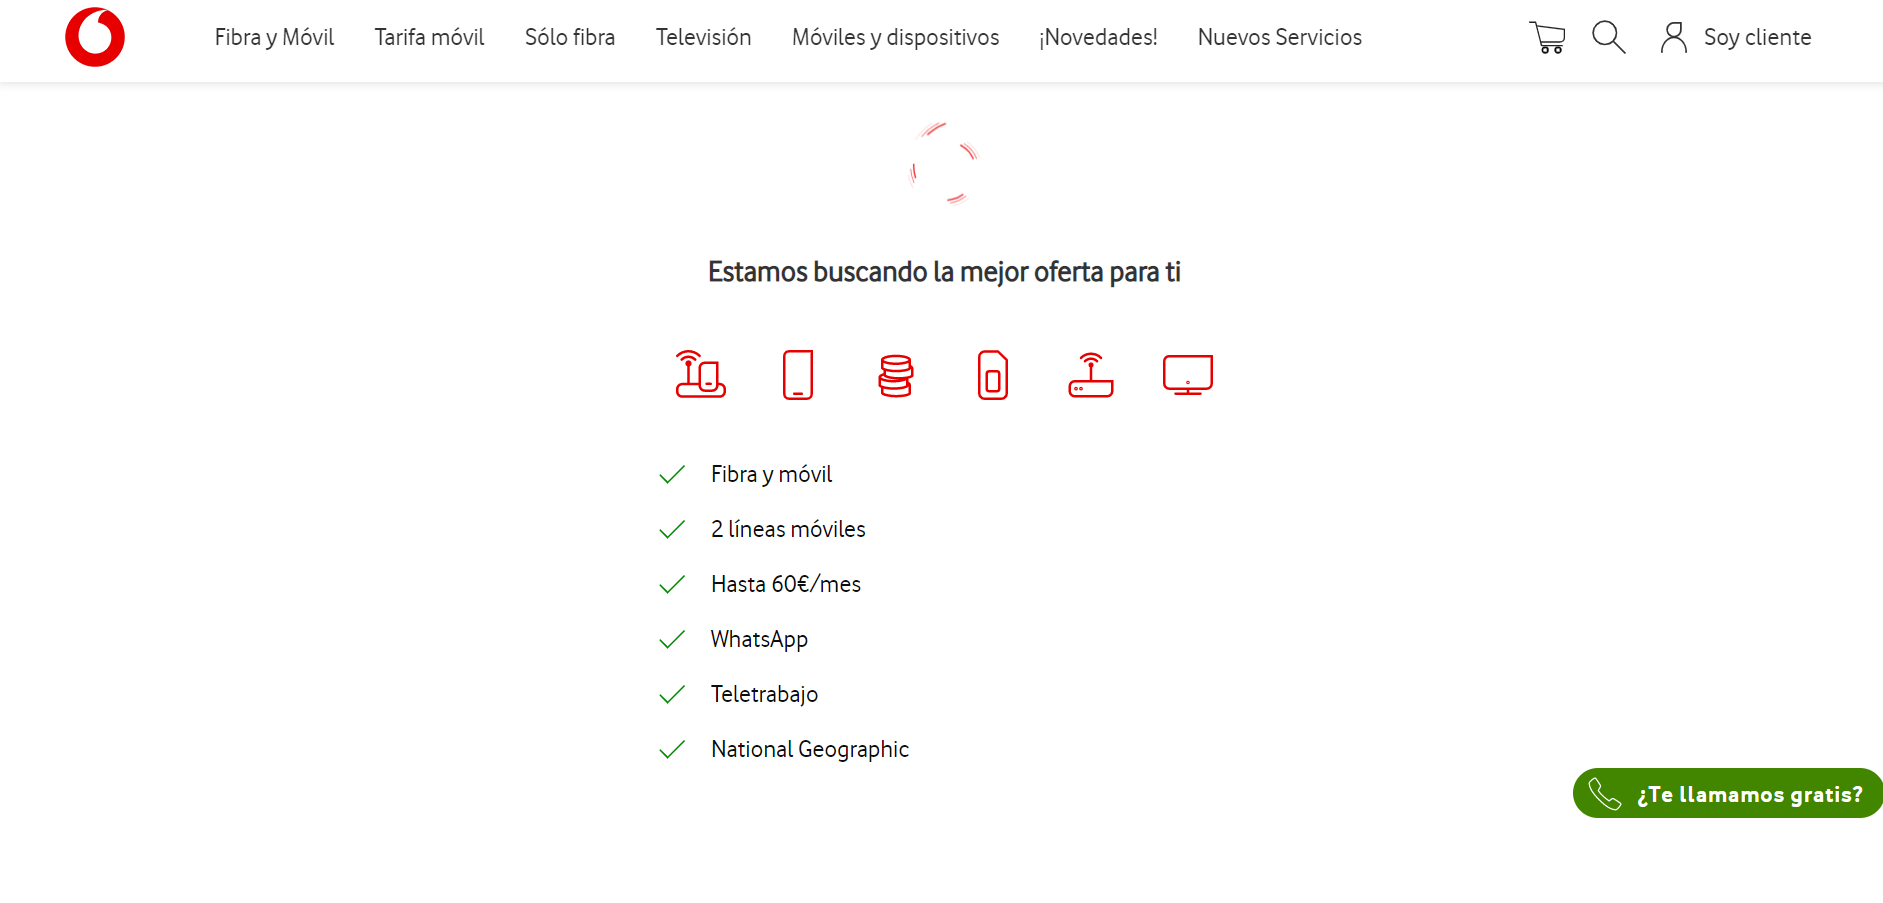 Fibra y Móvil Tarifa móvil Sólo fibra Televisión Móviles y dispositivos ¡Novedades! Nuevos Servicios Soy cliente
Estamos buscando la mejor oferta para ti
Fibra y móvil
2 líneas móviles
Hasta 60€/mes
WhatsApp
Teletrabajo
National Geographic
¿Te llamamos gratis?